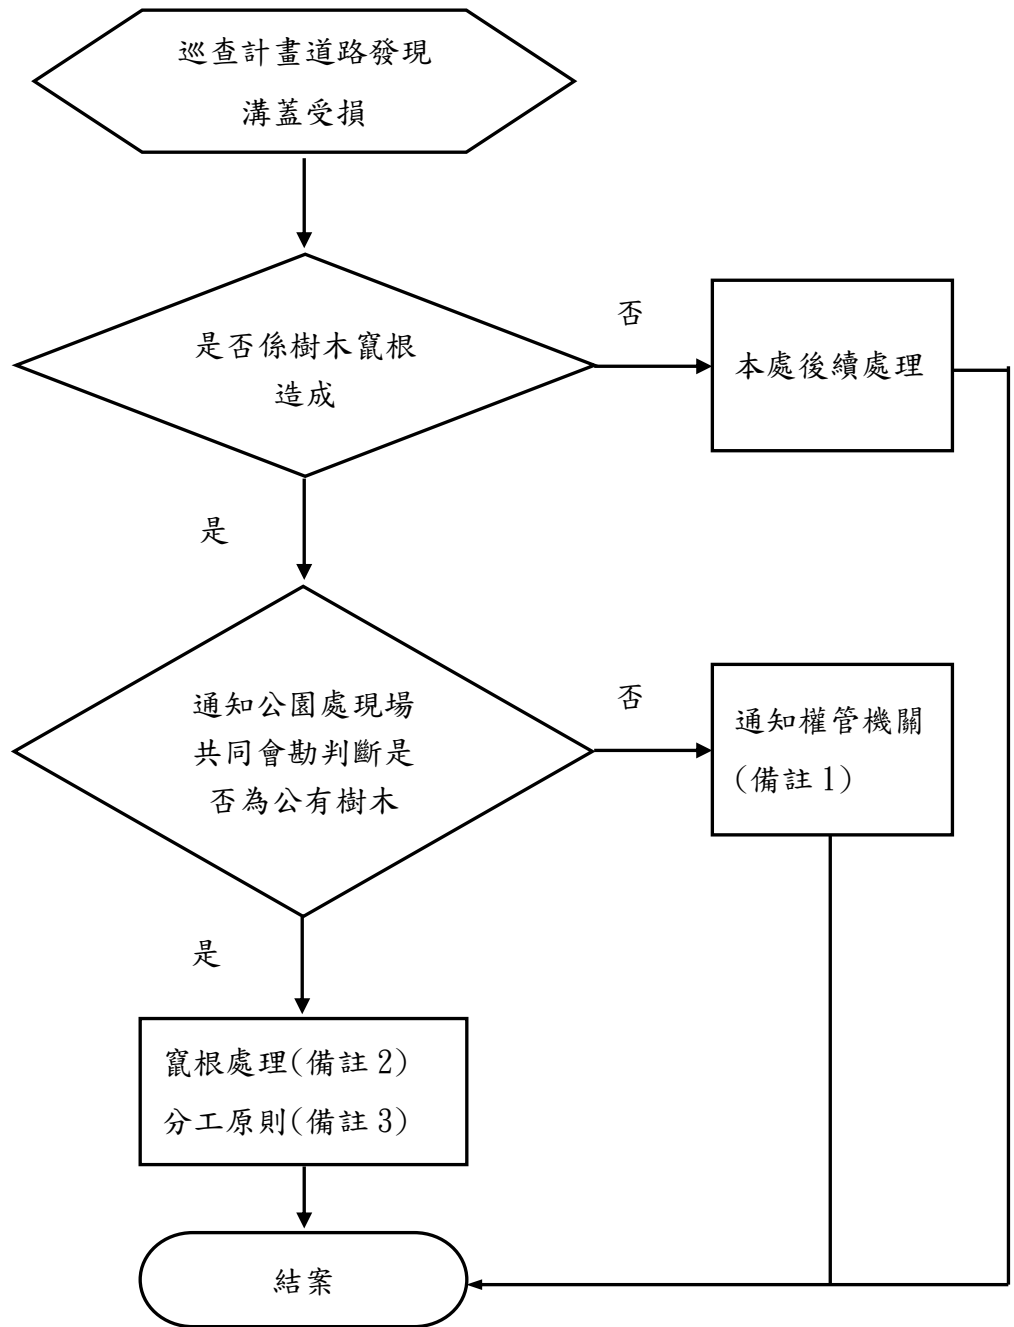 巡查計畫道路發現
溝蓋受損
是否係樹木竄根
造成
否
本處後續處理
是
通知公園處現場
共同會勘判斷是
否為公有樹木
否
通知權管機關
(備註 1)
是
竄根處理(備註 2)
分工原則(備註 3)
結案